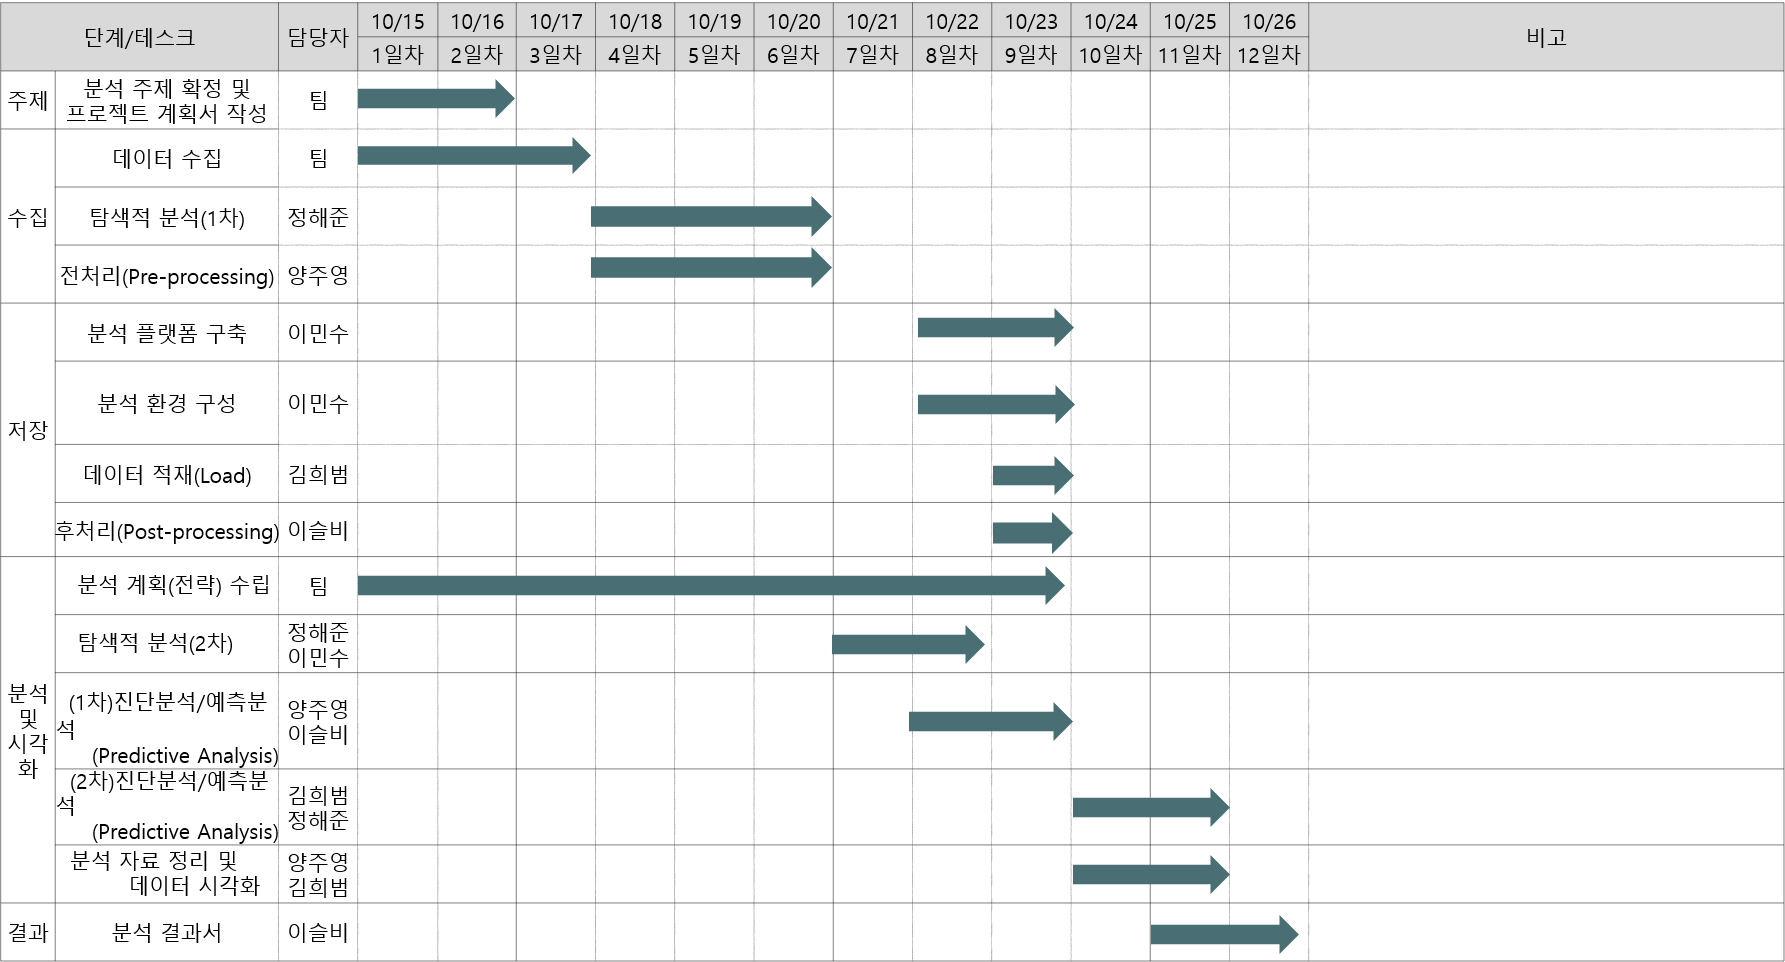 단계/테스크 담당자 10/15 10/16 10/17 10/18 10/19 10/20 10/21 10/22 10/23 10/24 10/25 10/26 비고
1일차 2일차 3일차 4일차 5일차 6일차 7일차 8일차 9일차 10일차 11일차 12일차
주제
분석 주제 확정 및
프로젝트 계획서 작성
팀
수집
데이터 수집 팀
탐색적 분석(1차) 정해준
전처리(Pre-processing) 양주영
저장
분석 플랫폼 구축 이민수
분석 환경 구성 이민수
데이터 적재(Load) 김희범
후처리(Post-processing) 이슬비
분석
및
시각
화
분석 계획(전략) 수립 팀
탐색적 분석(2차)
정해준
이민수
(1차)진단분석/예측분
석
(Predictive Analysis)
양주영
이슬비
(2차)진단분석/예측분
석
(Predictive Analysis)
김희범
정해준
분석 자료 정리 및
데이터 시각화
양주영
김희범
결과 분석 결과서 이슬비